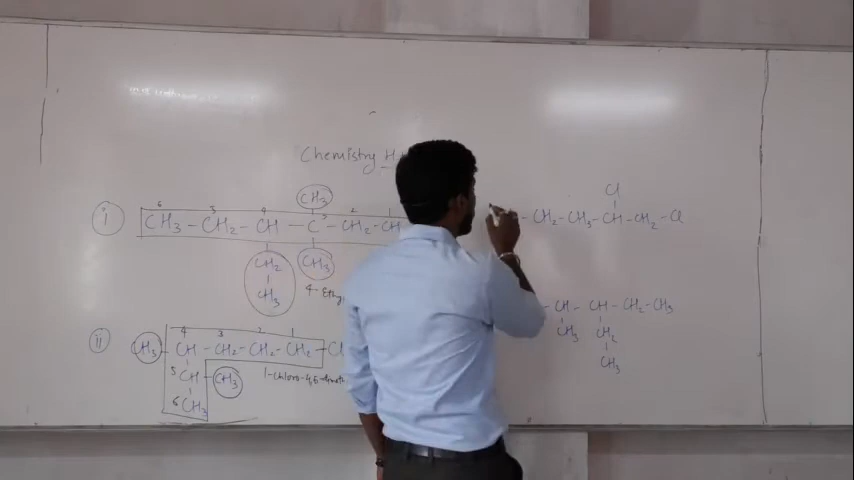 Chemistry H
CH₃
Cl
i
6 5 4 3 2 1
CH₃ - CH₂ - CH - C - CH₂ - CH
- CH₂ - CH₃ - CH - CH₂ - Cl
CH₂
CH₃
CH₃
4-Ethy
- CH - CH - CH₂ - CH₃
CH₃
CH₂
CH₃
ii
4 3 2 1
CH₃ CH - CH₂ - CH₂ - CH₂ - Cl
5 CH - CH₃
1-chloro-4,5-dimeth
6 CH₃